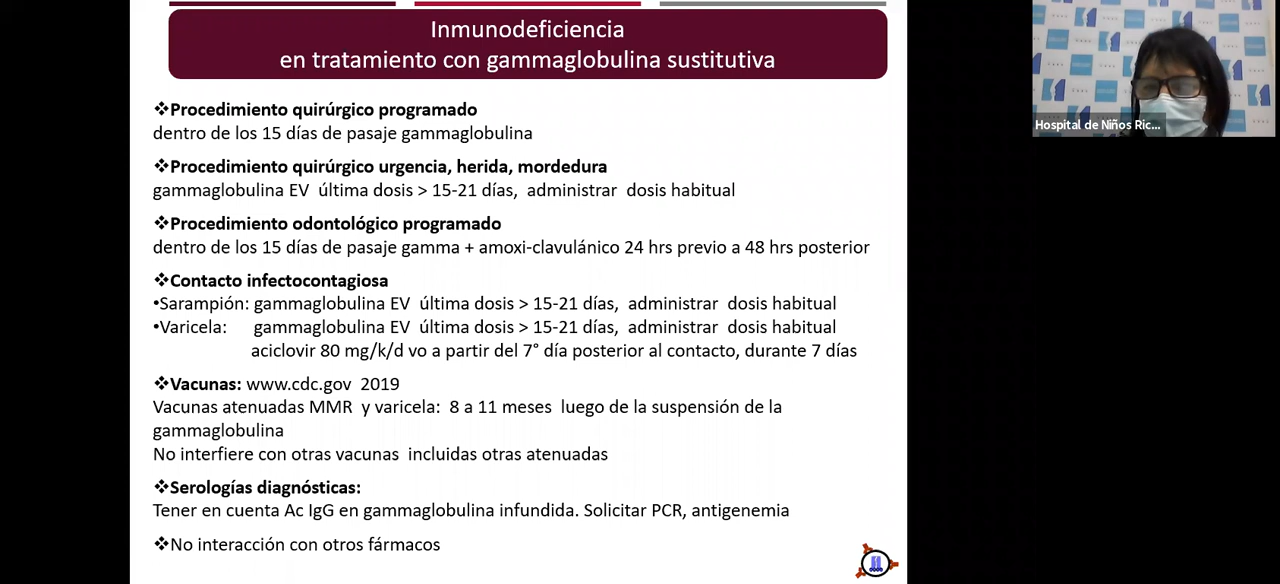 Inmunodeficiencia
en tratamiento con gammaglobulina sustitutiva
❖Procedimiento quirúrgico programado
dentro de los 15 días de pasaje gammaglobulina
❖Procedimiento quirúrgico urgencia, herida, mordedura
gammaglobulina EV última dosis > 15-21 días, administrar dosis habitual
❖Procedimiento odontológico programado
dentro de los 15 días de pasaje gamma + amoxi-clavulánico 24 hrs previo a 48 hrs posterior
❖Contacto infectocontagiosa
•Sarampión: gammaglobulina EV última dosis > 15-21 días, administrar dosis habitual
•Varicela: gammaglobulina EV última dosis > 15-21 días, administrar dosis habitual
aciclovir 80 mg/k/d vo a partir del 7° día posterior al contacto, durante 7 días
❖Vacunas: www.cdc.gov 2019
Vacunas atenuadas MMR y varicela: 8 a 11 meses luego de la suspensión de la
gammaglobulina
No interfiere con otras vacunas incluidas otras atenuadas
❖Serologías diagnósticas:
Tener en cuenta Ac IgG en gammaglobulina infundida. Solicitar PCR, antigenemia
❖No interacción con otros fármacos
Hospital de Niños Ric...